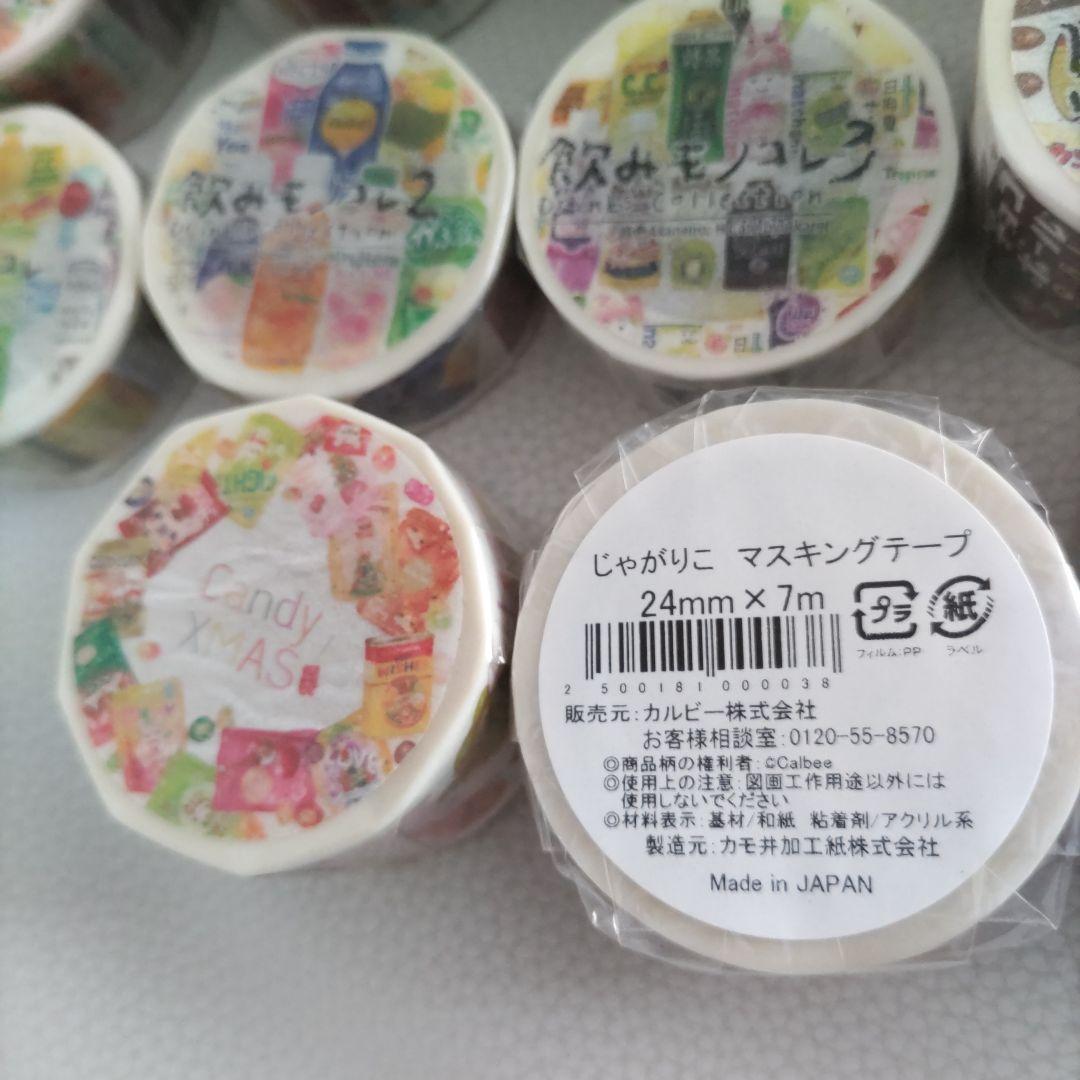 飲みモノコレ2
飲みモノコレ3
Drinks Collection
C.C
LIGHT
Candy
XMAS
LOVE
じゃがりこ マスキングテープ
24mm×7m
プラ
紙
フィルム:PP
ラベル
2 500181 000038
販売元:カルビー株式会社
お客様相談室:0120-55-8570
◎商品柄の権利者:©Calbee
◎使用上の注意:図画工作用途以外には
使用しないでください
◎材料表示:基材/和紙 粘着剤/アクリル系
製造元:カモ井加工紙株式会社
Made in JAPAN